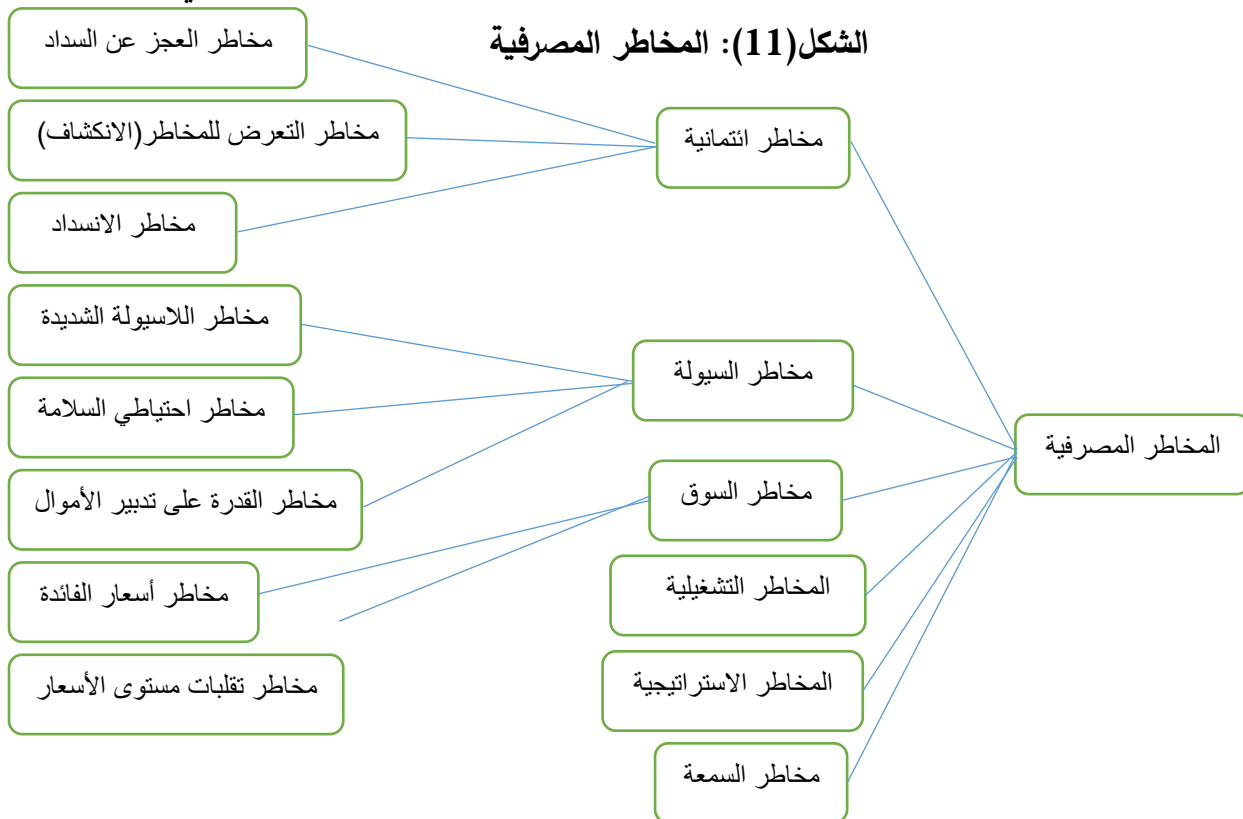 الشكل(11): المخاطر المصرفية
المخاطر المصرفية
مخاطر ائتمانية
مخاطر العجز عن السداد
مخاطر التعرض للمخاطر(الانكشاف)
مخاطر الانسداد
مخاطر السيولة
مخاطر اللاسيولة الشديدة
مخاطر احتياطي السلامة
مخاطر القدرة على تدبير الأموال
مخاطر السوق
مخاطر أسعار الفائدة
مخاطر تقلبات مستوى الأسعار
المخاطر التشغيلية
المخاطر الاستراتيجية
مخاطر السمعة